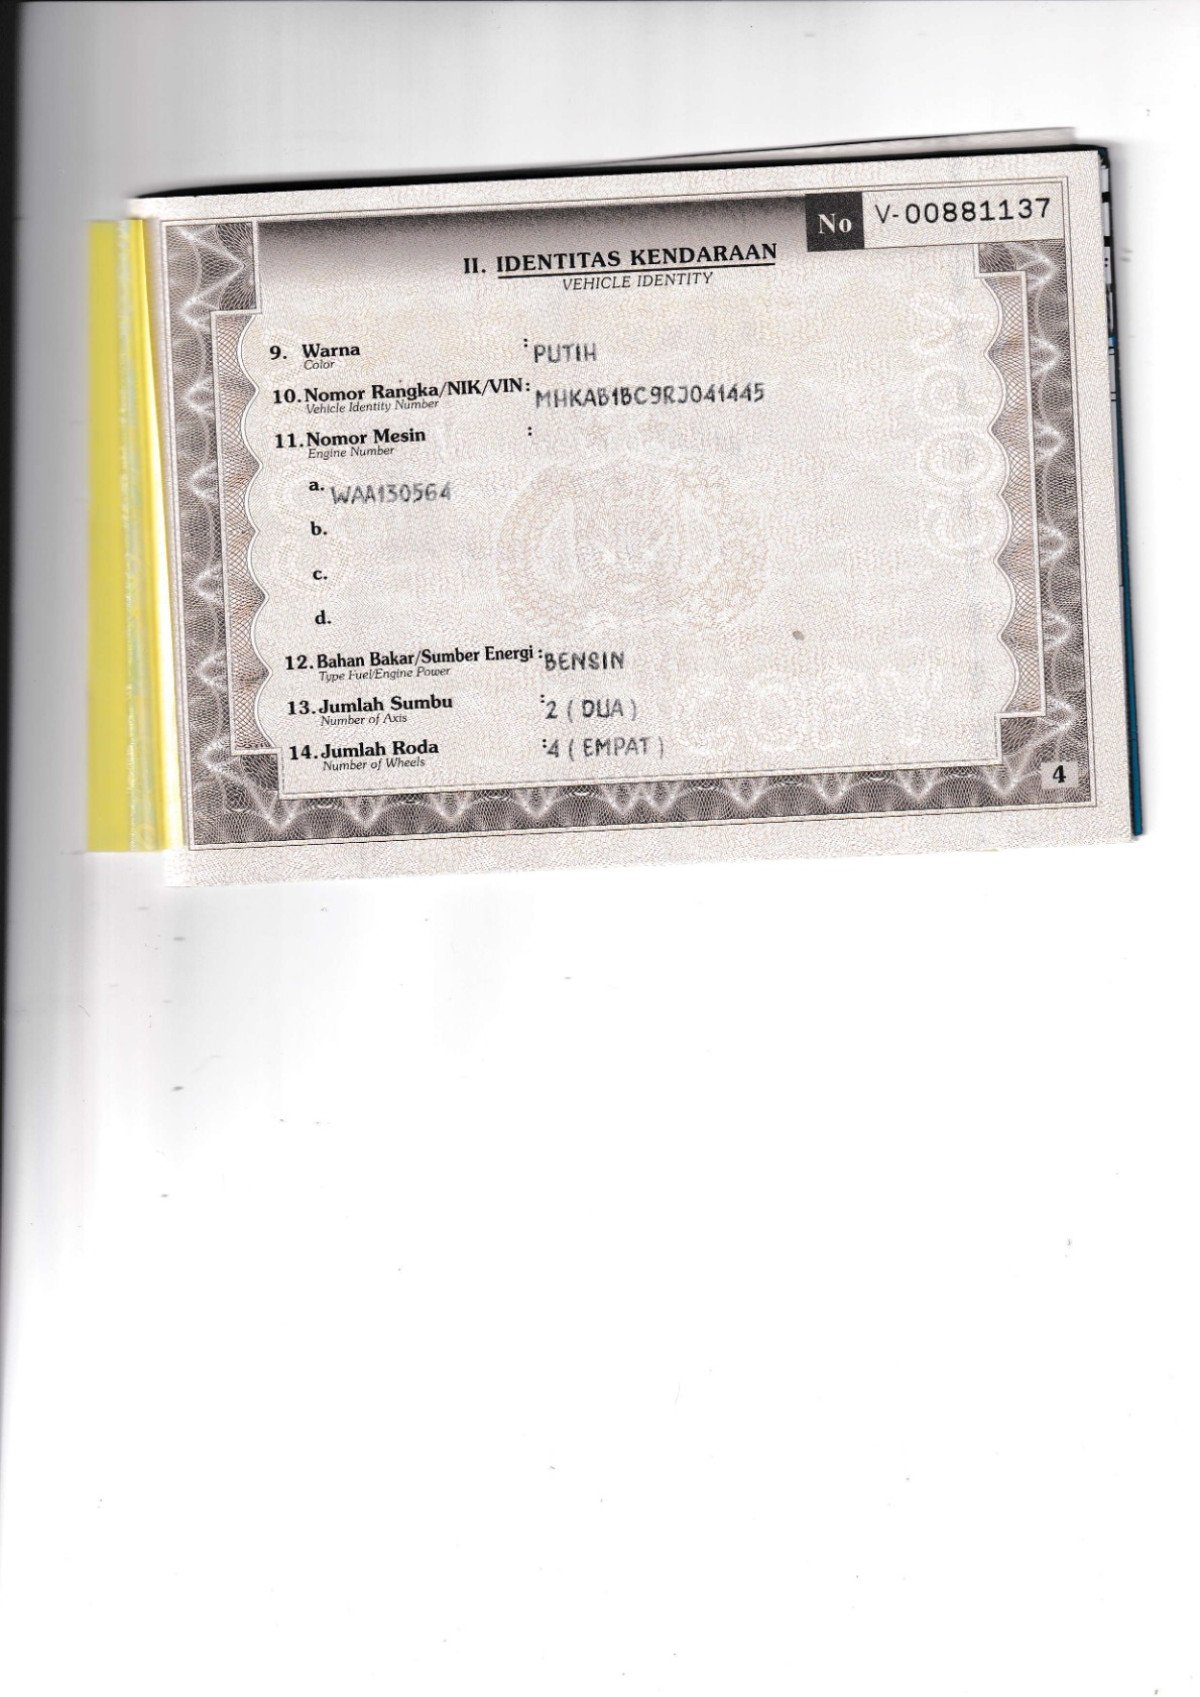 No V-00881137
II. IDENTITAS KENDARAAN
VEHICLE IDENTITY
9. Warna : PUTIH
Color
10. Nomor Rangka/NIK/VIN : MHKAB1BC9RJ041445
Vehicle Identity Number
11. Nomor Mesin :
Engine Number
a. WAA130564
b.
c.
d.
12. Bahan Bakar/Sumber Energi : BENSIN
Type Fuel/Engine Power
13. Jumlah Sumbu : 2 ( DUA )
Number of Axis
14. Jumlah Roda : 4 ( EMPAT )
Number of Wheels
4